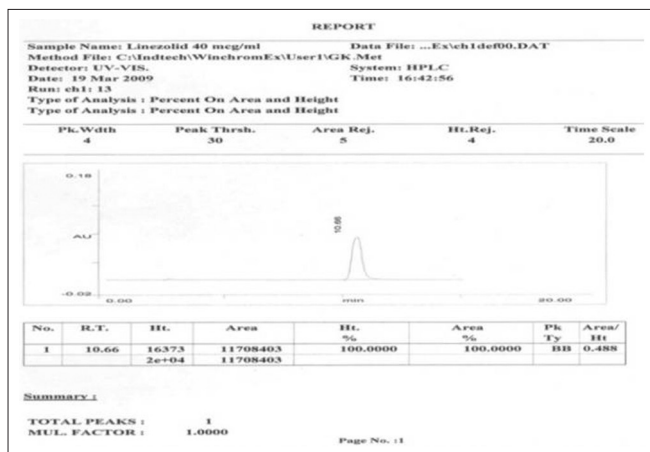 REPORT
Sample Name: Linezolid 40 mcg/ml Data File: ...Ex\ch1def00.DAT
Method File: C:\Indtech\WinchromEx\User1\GK.Met
Detector: UV-VIS. System: HPLC
Date: 19 Mar 2009 Time: 16:42:56
Run: ch1: 13
Type of Analysis : Percent On Area and Height
Type of Analysis : Percent On Area and Height
Pk.Wdth Peak Thrsh. Area Rej. Ht.Rej. Time Scale
4 30 5 4 20.0
0.18
10.66
AU
-0.02
0.00 min 20.00
No. R.T. Ht. Area Ht. % Area % Pk Ty Area/ Ht
1 10.66 16373 11708403 100.0000 100.0000 BB 0.488
2e+04 11708403
Summary :
TOTAL PEAKS : 1
MUL. FACTOR : 1.0000
Page No. :1